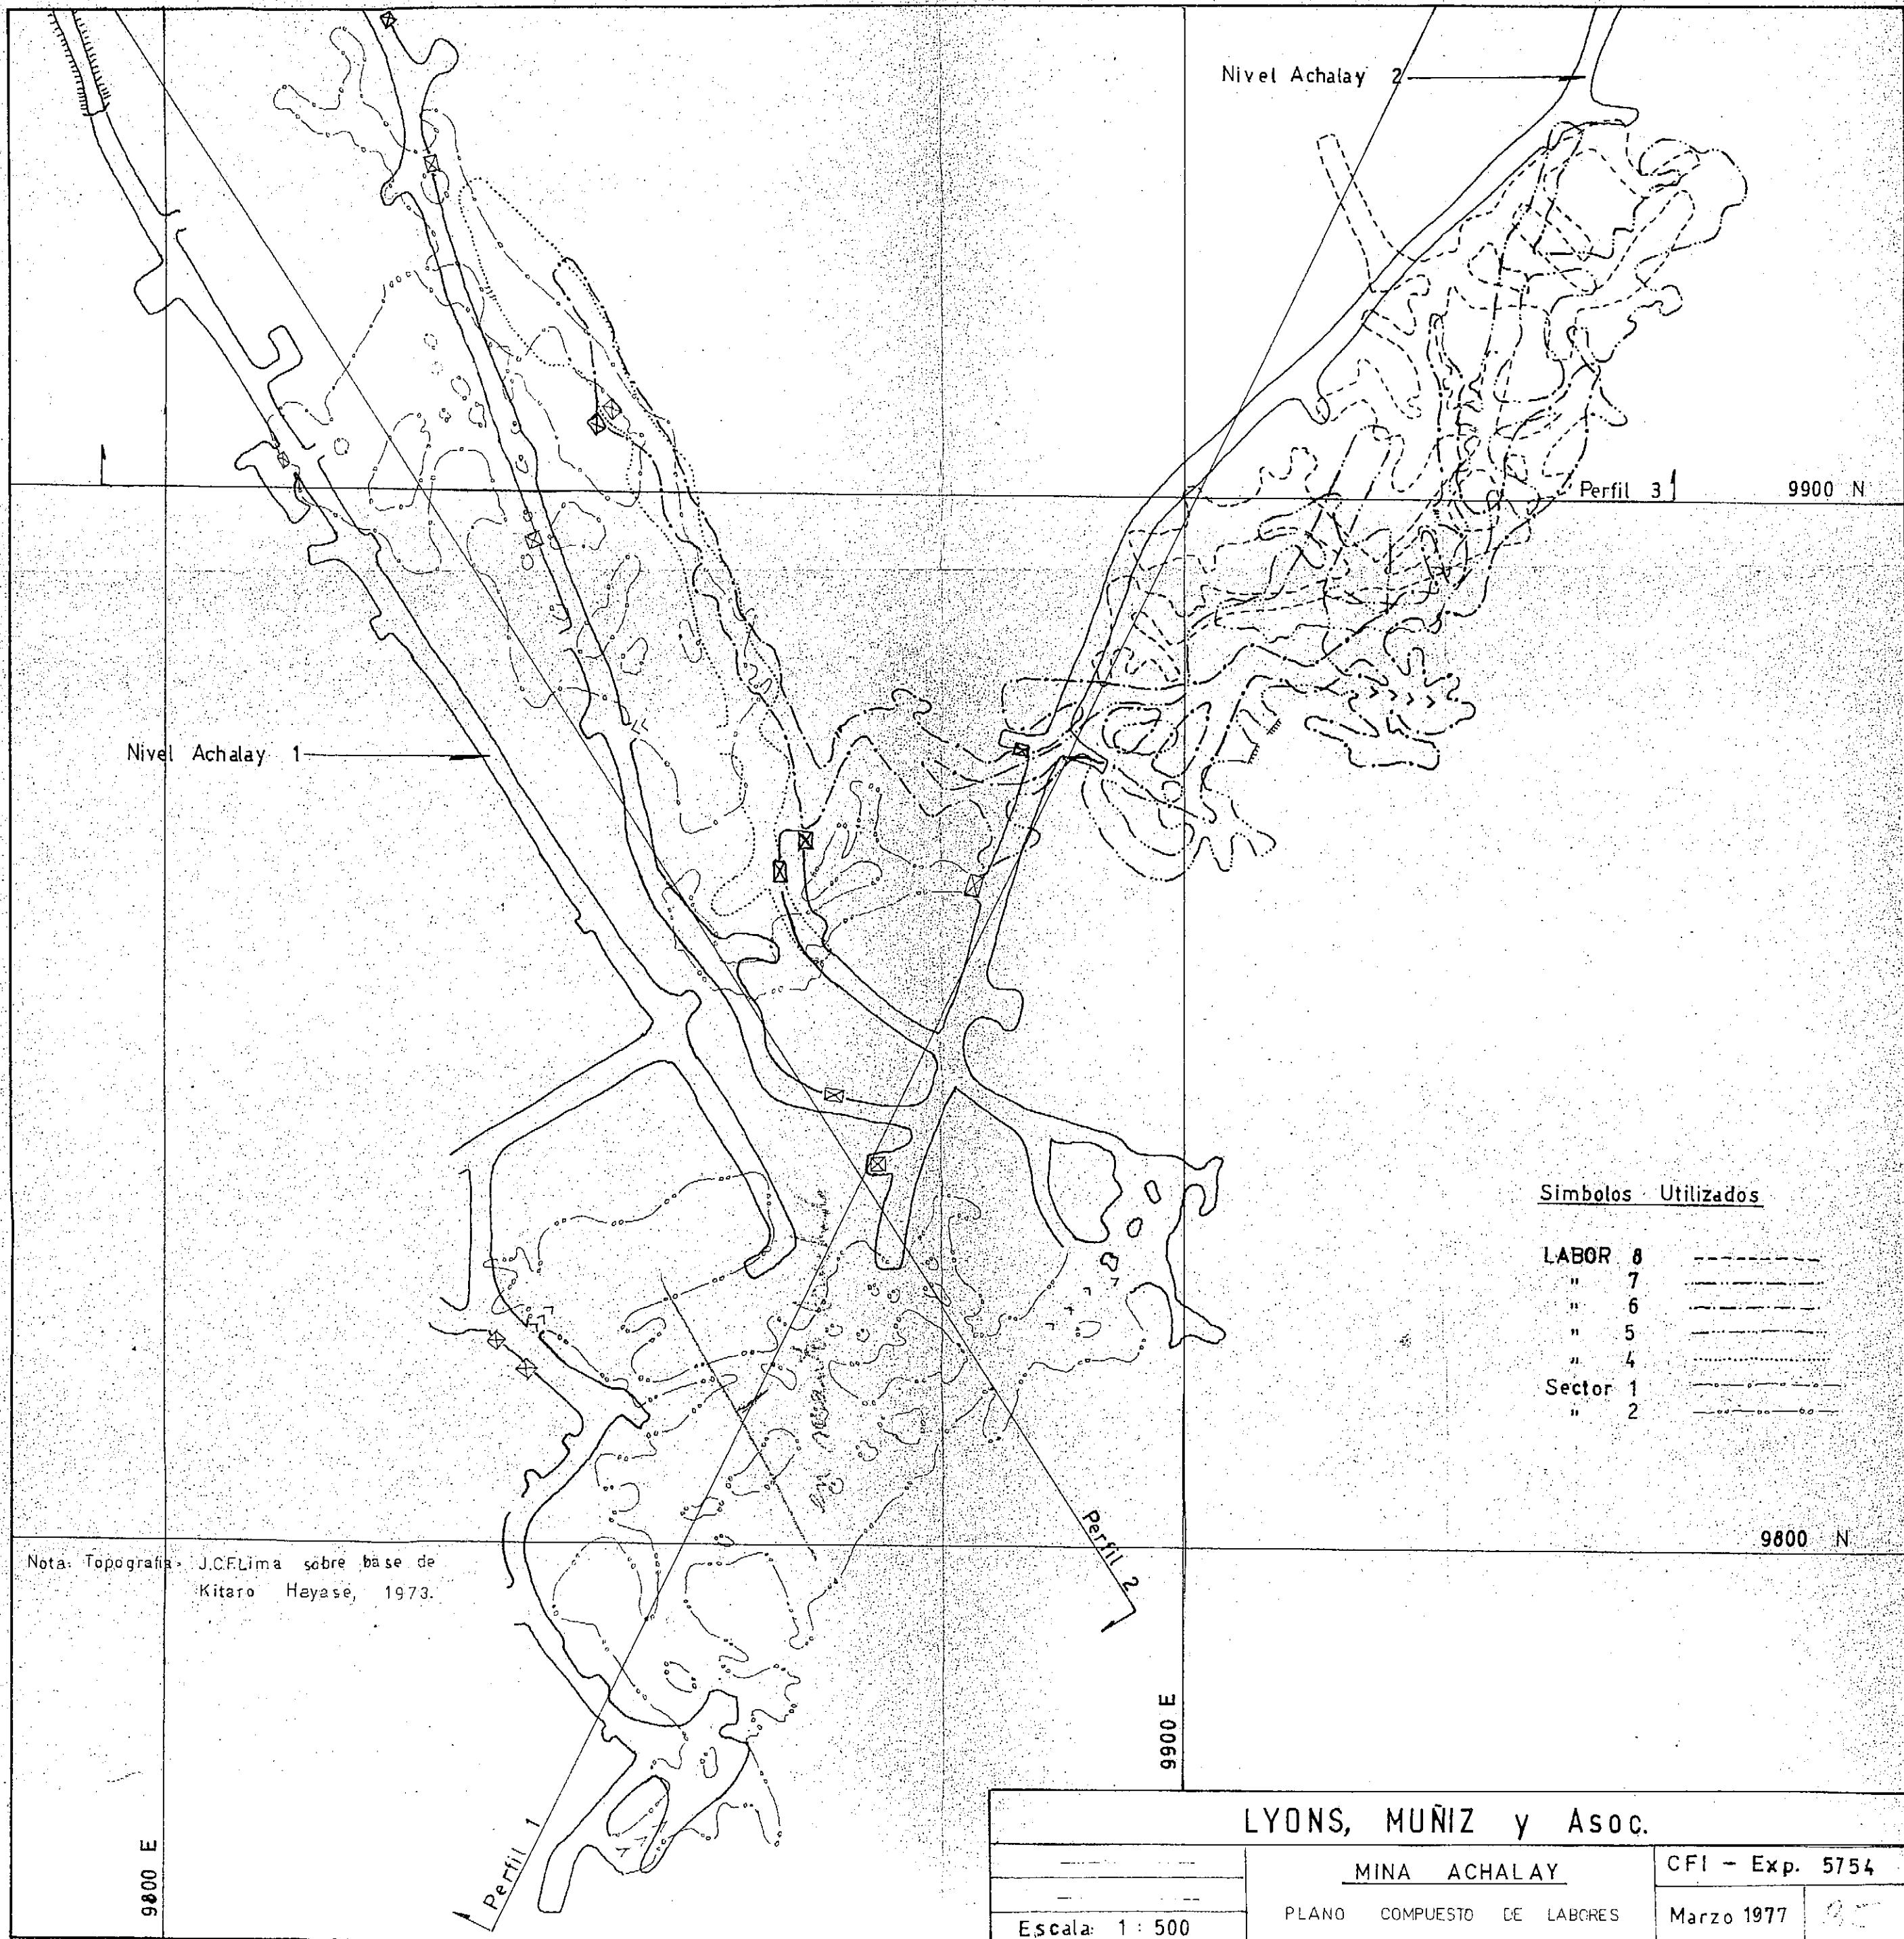 Nivel Achalay 2
Perfil 3
9900 N
Nivel Achalay 1
Simbolos Utilizados
LABOR 8
" 7
" 6
" 5
" 4
Sector 1
" 2
9800 N
Nota: Topografia: J.C.F.Lima sobre base de
Kitaro Hayase, 1973.
Perfil 2
9900 E
9800 E
Perfil 1
LYONS, MUÑIZ y Asoc.
MINA ACHALAY
PLANO COMPUESTO DE LABORES
Escala: 1 : 500
CFI - Exp. 5754
Marzo 1977